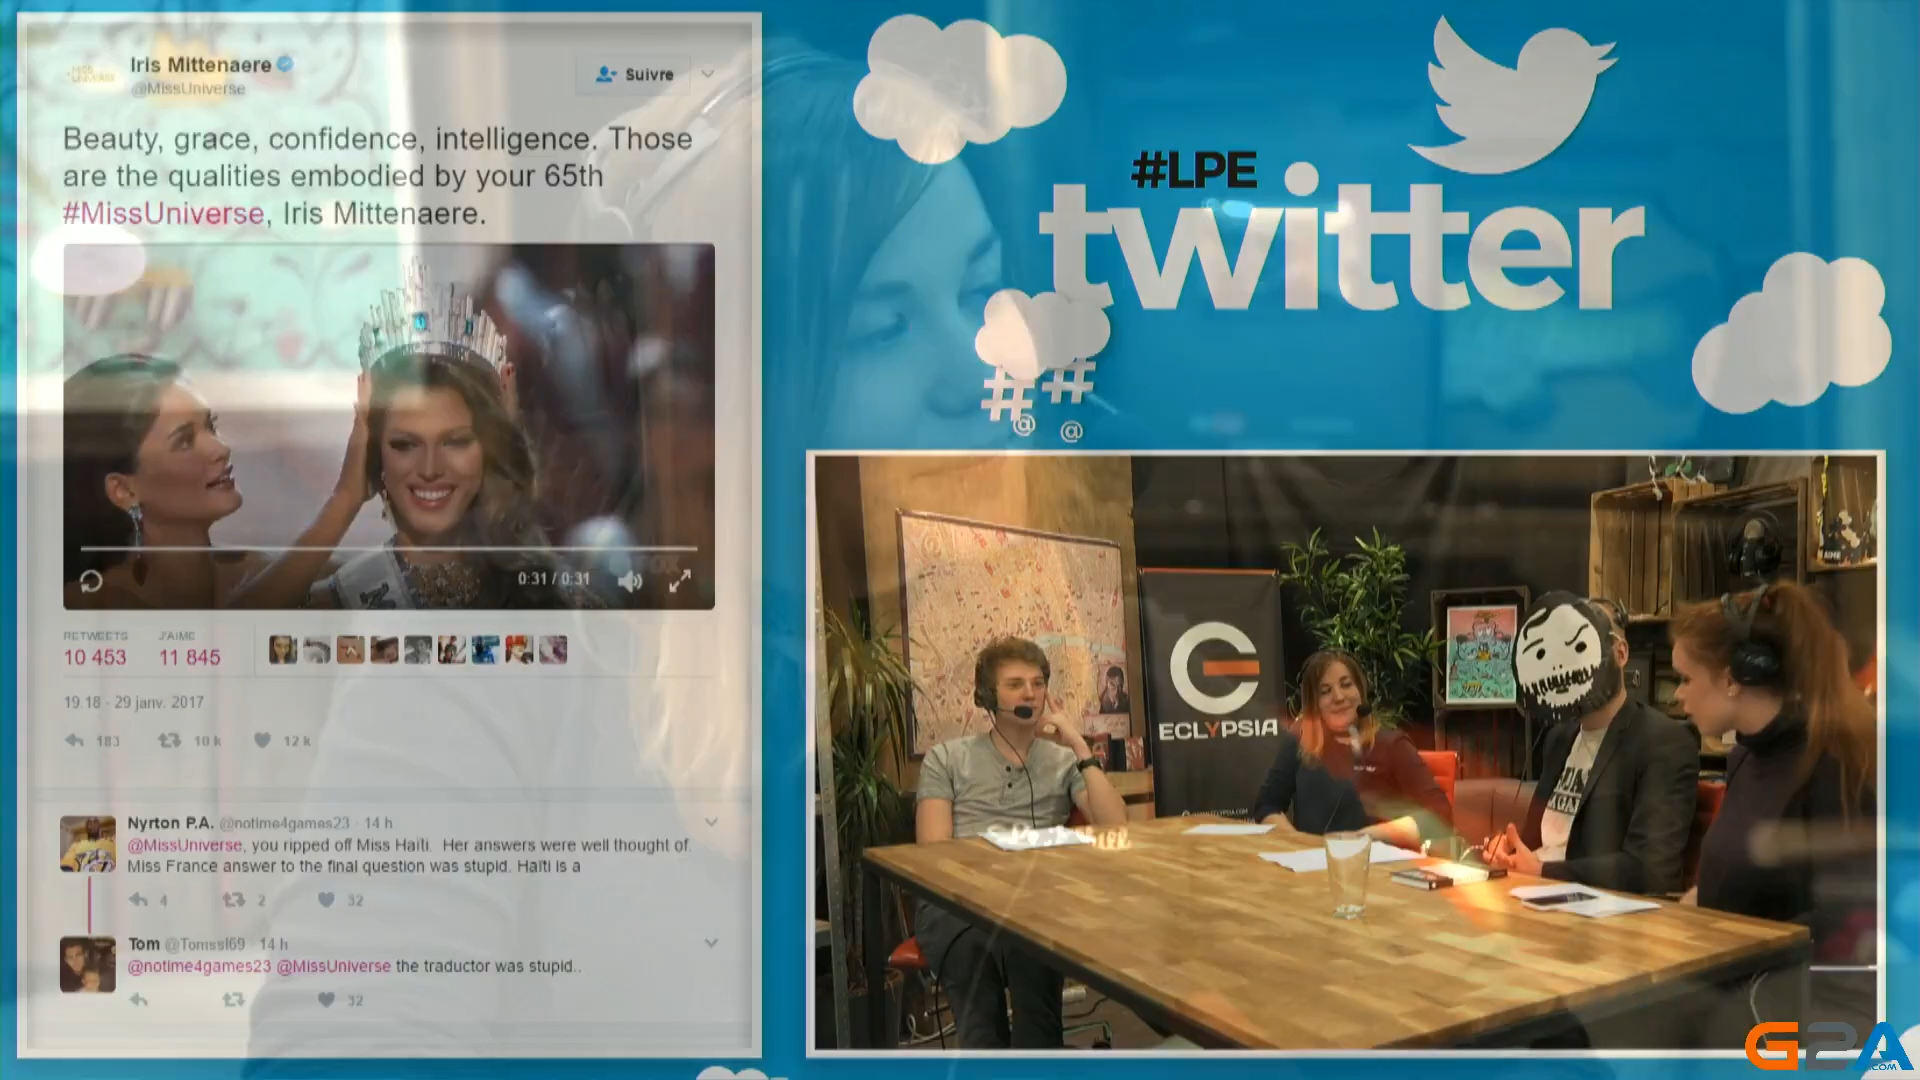 Iris Mittenaere
@MissUniverse
Suivre
Beauty, grace, confidence, intelligence. Those
are the qualities embodied by your 65th
#MissUniverse, Iris Mittenaere.
0:31 / 0:31
RETWEETS
J'AIME
10 453
11 845
19:18 - 29 janv. 2017
183
10 k
12 k
Nyrton P.A. @notime4games23 · 14 h
@MissUniverse, you ripped off Miss Haïti. Her answers were well thought of.
Miss France answer to the final question was stupid. Haïti is a
4
2
32
Tom @Tomssl69 · 14 h
@notime4games23 @MissUniverse the traductor was stupid..
32
#LPE
twitter
# #
@ @
ECLYPSIA
G2A
.COM